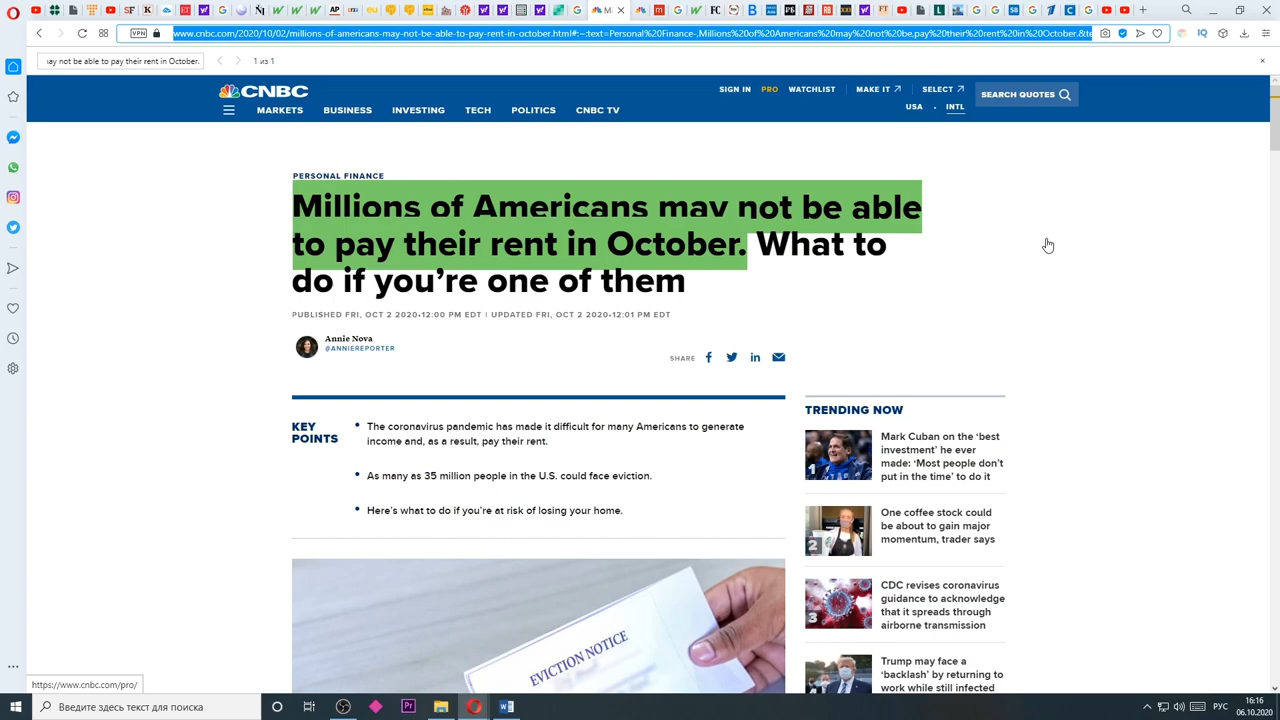 www.cnbc.com/2020/10/02/millions-of-americans-may-not-be-able-to-pay-rent-in-october.html#:~:text=Personal%20Finance-,Millions%20of%20Americans%20may%20not%20be,pay%20their%20rent%20in%20October.&te
VPN
ay not be able to pay their rent in October.
1 из 1
CNBC
SIGN IN PRO WATCHLIST MAKE IT SELECT
USA · INTL
SEARCH QUOTES
MARKETS BUSINESS INVESTING TECH POLITICS CNBC TV
PERSONAL FINANCE
Millions of Americans may not be able
to pay their rent in October. What to
do if you’re one of them
PUBLISHED FRI, OCT 2 2020•12:00 PM EDT | UPDATED FRI, OCT 2 2020•12:01 PM EDT
Annie Nova
@ANNIEREPORTER
SHARE
KEY
POINTS
The coronavirus pandemic has made it difficult for many Americans to generate
income and, as a result, pay their rent.
As many as 35 million people in the U.S. could face eviction.
Here’s what to do if you’re at risk of losing your home.
EVICTION NOTICE
TRENDING NOW
1
Mark Cuban on the ‘best
investment’ he ever
made: ‘Most people don’t
put in the time’ to do it
2
One coffee stock could
be about to gain major
momentum, trader says
3
CDC revises coronavirus
guidance to acknowledge
that it spreads through
airborne transmission
Trump may face a
‘backlash’ by returning to
work while still infected
https://www.cnbc.com/pro/
Введите здесь текст для поиска
Pr
РУС
16:16
06.10.2020